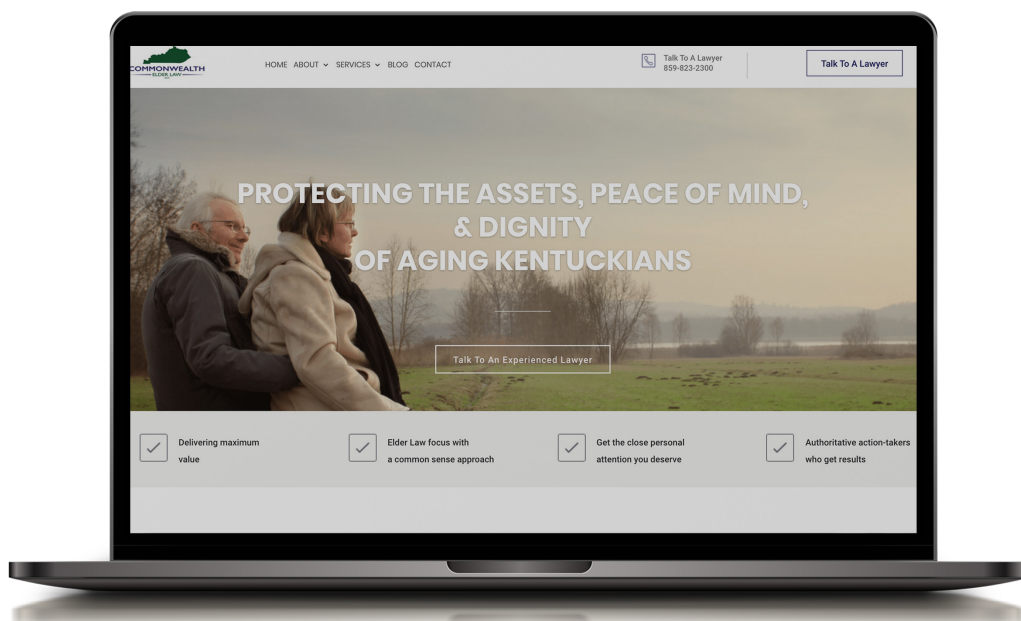 COMMONWEALTH
ELDER LAW
HOME ABOUT SERVICES BLOG CONTACT
Talk To A Lawyer
859-823-2300
Talk To A Lawyer
PROTECTING THE ASSETS, PEACE OF MIND,
& DIGNITY
OF AGING KENTUCKIANS
Talk To An Experienced Lawyer
Delivering maximum
value
Elder Law focus with
a common sense approach
Get the close personal
attention you deserve
Authoritative action-takers
who get results